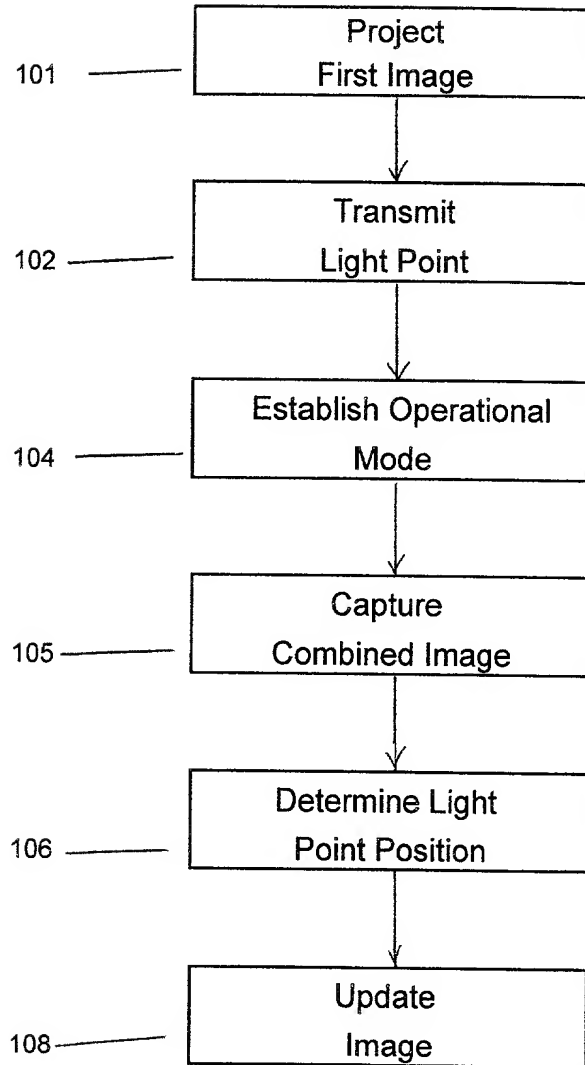 Project
101
First Image
Transmit
102
Light Point
Establish Operational
104
Mode
Capture
105
Combined Image
Determine Light
106
Point Position
Update
108
Image